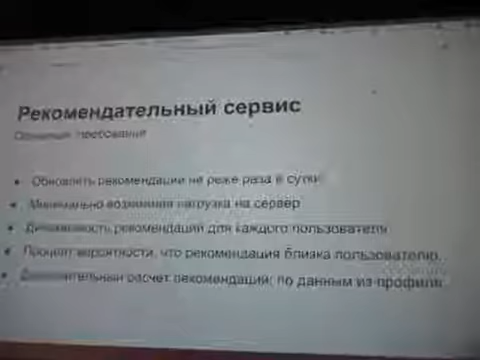 Рекомендательный сервис
Основные требования
Обновлять рекомендации не реже раза в сутки
Минимально возможная нагрузка на сервер
рекомендаций для каждого пользователя
Процент вероятности, что рекомендация близка пользователю.
расчет рекомендаций, по данным из профиля